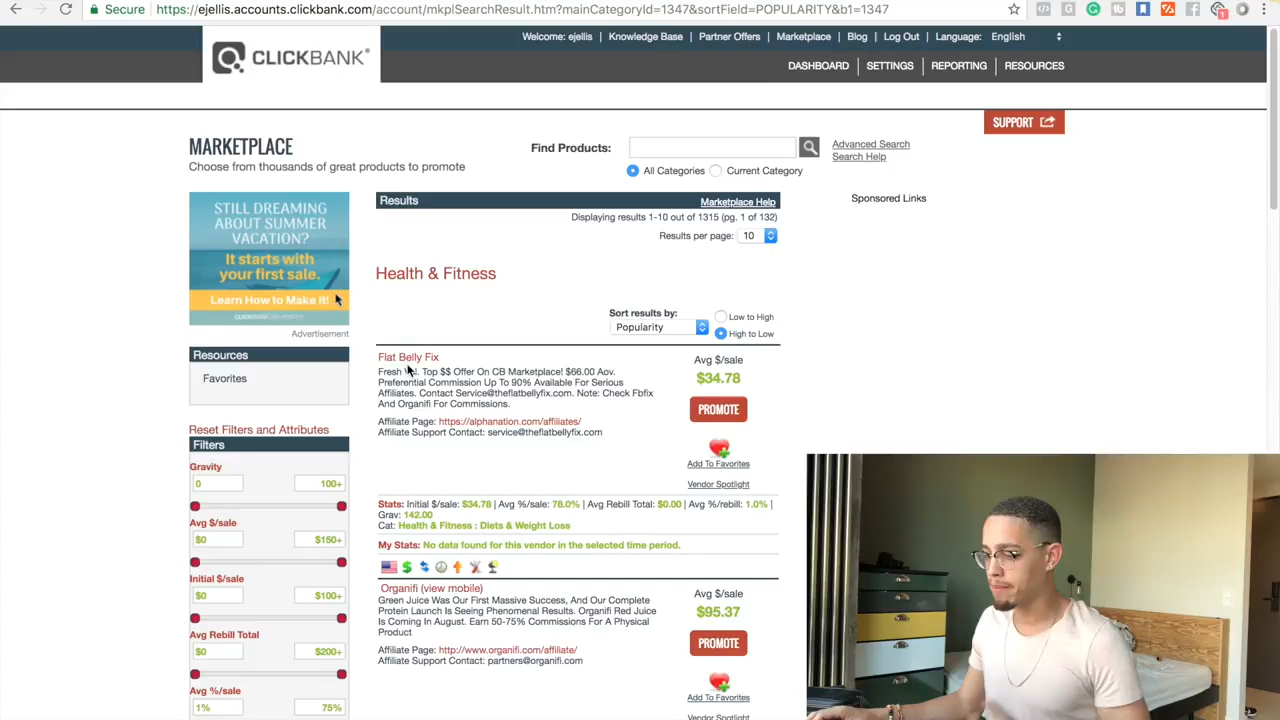 Secure
https://ejellis.accounts.clickbank.com/account/mkplSearchResult.htm?mainCategoryId=1347&sortField=POPULARITY&b1=1347
Welcome: ejellis | Knowledge Base | Partner Offers | Marketplace | Blog | Log Out | Language: English
CLICKBANK
DASHBOARD | SETTINGS | REPORTING | RESOURCES
SUPPORT
MARKETPLACE
Choose from thousands of great products to promote
Find Products:
All Categories
Current Category
Advanced Search
Search Help
STILL DREAMING
ABOUT SUMMER
VACATION?
It starts with
your first sale.
Learn How to Make It!
Advertisement
Resources
Favorites
Reset Filters and Attributes
Filters
Gravity
0
100+
Avg $/sale
$0
$150+
Initial $/sale
$0
$100+
Avg Rebill Total
$0
$200+
Avg %/sale
1%
75%
Results
Marketplace Help
Displaying results 1-10 out of 1315 (pg. 1 of 132)
Results per page: 10
Health & Fitness
Sort results by:
Popularity
Low to High
High to Low
Flat Belly Fix
Fresh Top $$ Offer On CB Marketplace! $66.00 Aov.
Preferential Commission Up To 90% Available For Serious
Affiliates. Contact Service@theflatbellyfix.com. Note: Check Fbfix
And Organifi For Commissions.
Affiliate Page: https://alphanation.com/affiliates/
Affiliate Support Contact: service@theflatbellyfix.com
Avg $/sale
$34.78
PROMOTE
Add To Favorites
Vendor Spotlight
Stats: Initial $/sale: $34.78 | Avg %/sale: 78.0% | Avg Rebill Total: $0.00 | Avg %/rebill: 1.0% |
Grav: 142.00
Cat: Health & Fitness : Diets & Weight Loss
My Stats: No data found for this vendor in the selected time period.
Organifi (view mobile)
Green Juice Was Our First Massive Success, And Our Complete
Protein Launch Is Seeing Phenomenal Results. Organifi Red Juice
Is Coming In August. Earn 50-75% Commissions For A Physical
Product
Affiliate Page: http://www.organifi.com/affiliate/
Affiliate Support Contact: partners@organifi.com
Avg $/sale
$95.37
PROMOTE
Add To Favorites
Vendor Spotlight
Sponsored Links